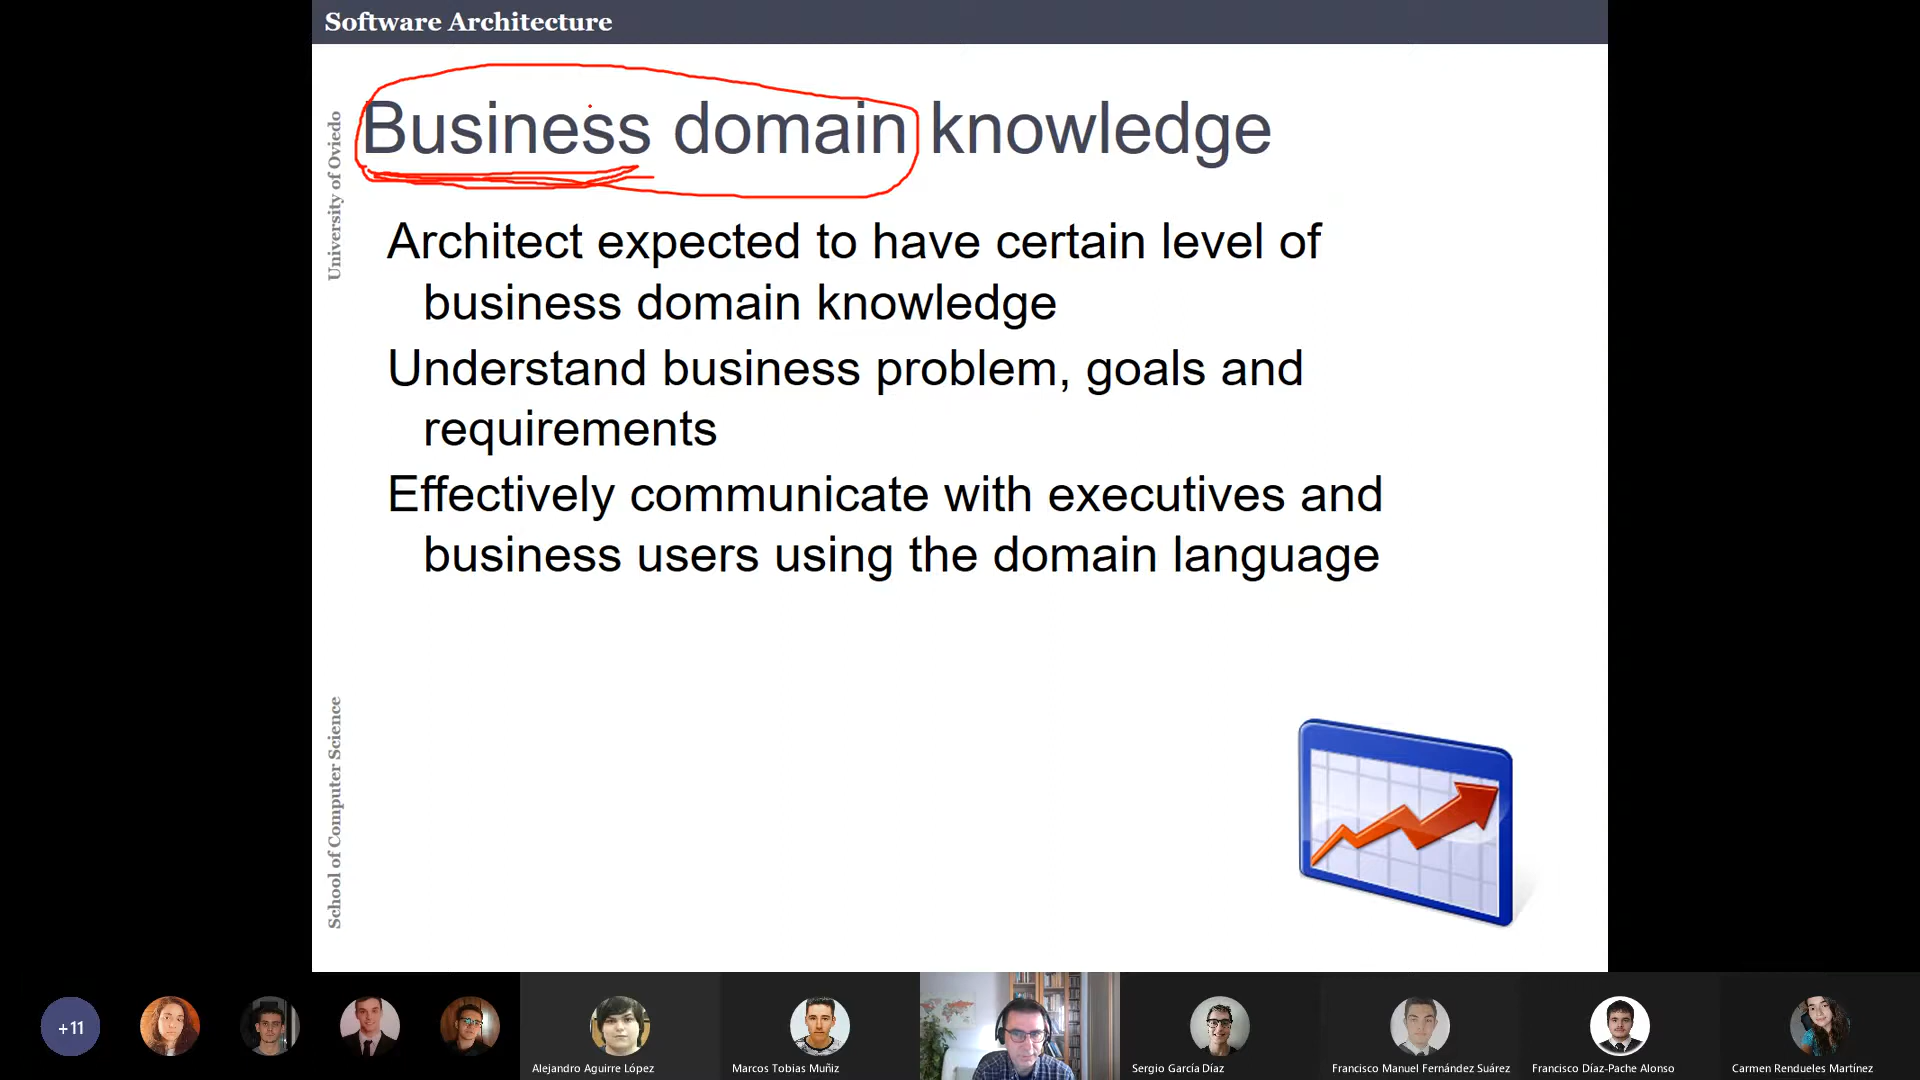 Software Architecture
University of Oviedo
Business domain knowledge
Architect expected to have certain level of
business domain knowledge
Understand business problem, goals and
requirements
Effectively communicate with executives and
business users using the domain language
School of Computer Science
+11
Alejandro Aguirre López
Marcos Tobias Muñiz
Sergio García Díaz
Francisco Manuel Fernández Suárez
Francisco Díaz-Pache Alonso
Carmen Rendueles Martínez